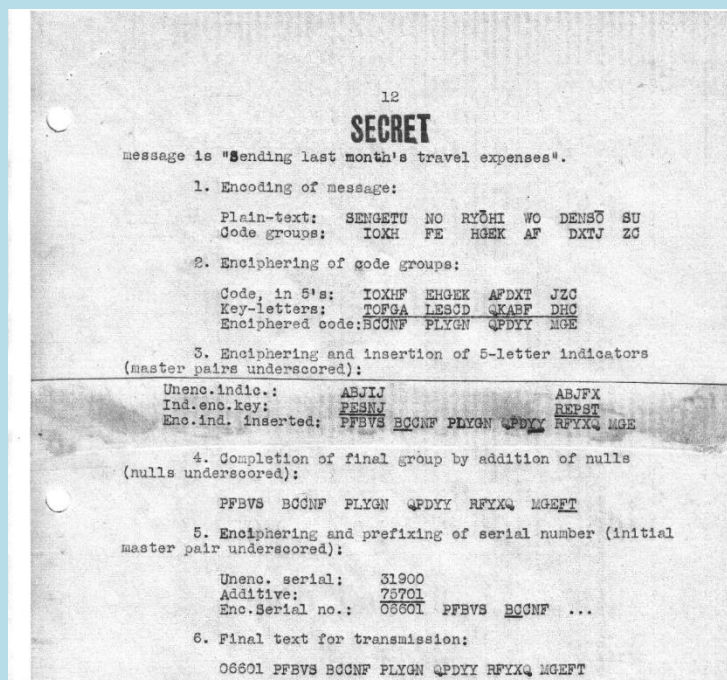 12
SECRET
message is "Sending last month's travel expenses".
1. Encoding of message:
Plain-text: SENGETU NO RYŌHI WO DENSŌ SU
Code groups: IOXH FE HGEK AF DXTJ ZC
2. Enciphering of code groups:
Code, in 5's: IOXHF EHGEK AFDXT JZC
Key-letters: TOFGA LESCD QKABF DHC
Enciphered code: BCCNF PLYGN QPDYY MGE
3. Enciphering and insertion of 5-letter indicators
(master pairs underscored):
Unenc.indic.: ABJIJ ABJFX
Ind.enc.key: PESNJ REPST
Enc.ind. inserted: PFBVS BCCNF PLYGN QPDYY RFYXQ MGE
4. Completion of final group by addition of nulls
(nulls underscored):
PFBVS BCCNF PLYGN QPDYY RFYXQ MGEFT
5. Enciphering and prefixing of serial number (initial
master pair underscored):
Unenc. serial: 31900
Additive: 75701
Enc.Serial no.: 06601 PFBVS BCCNF ...
6. Final text for transmission:
06601 PFBVS BCCNF PLYGN QPDYY RFYXQ MGEFT